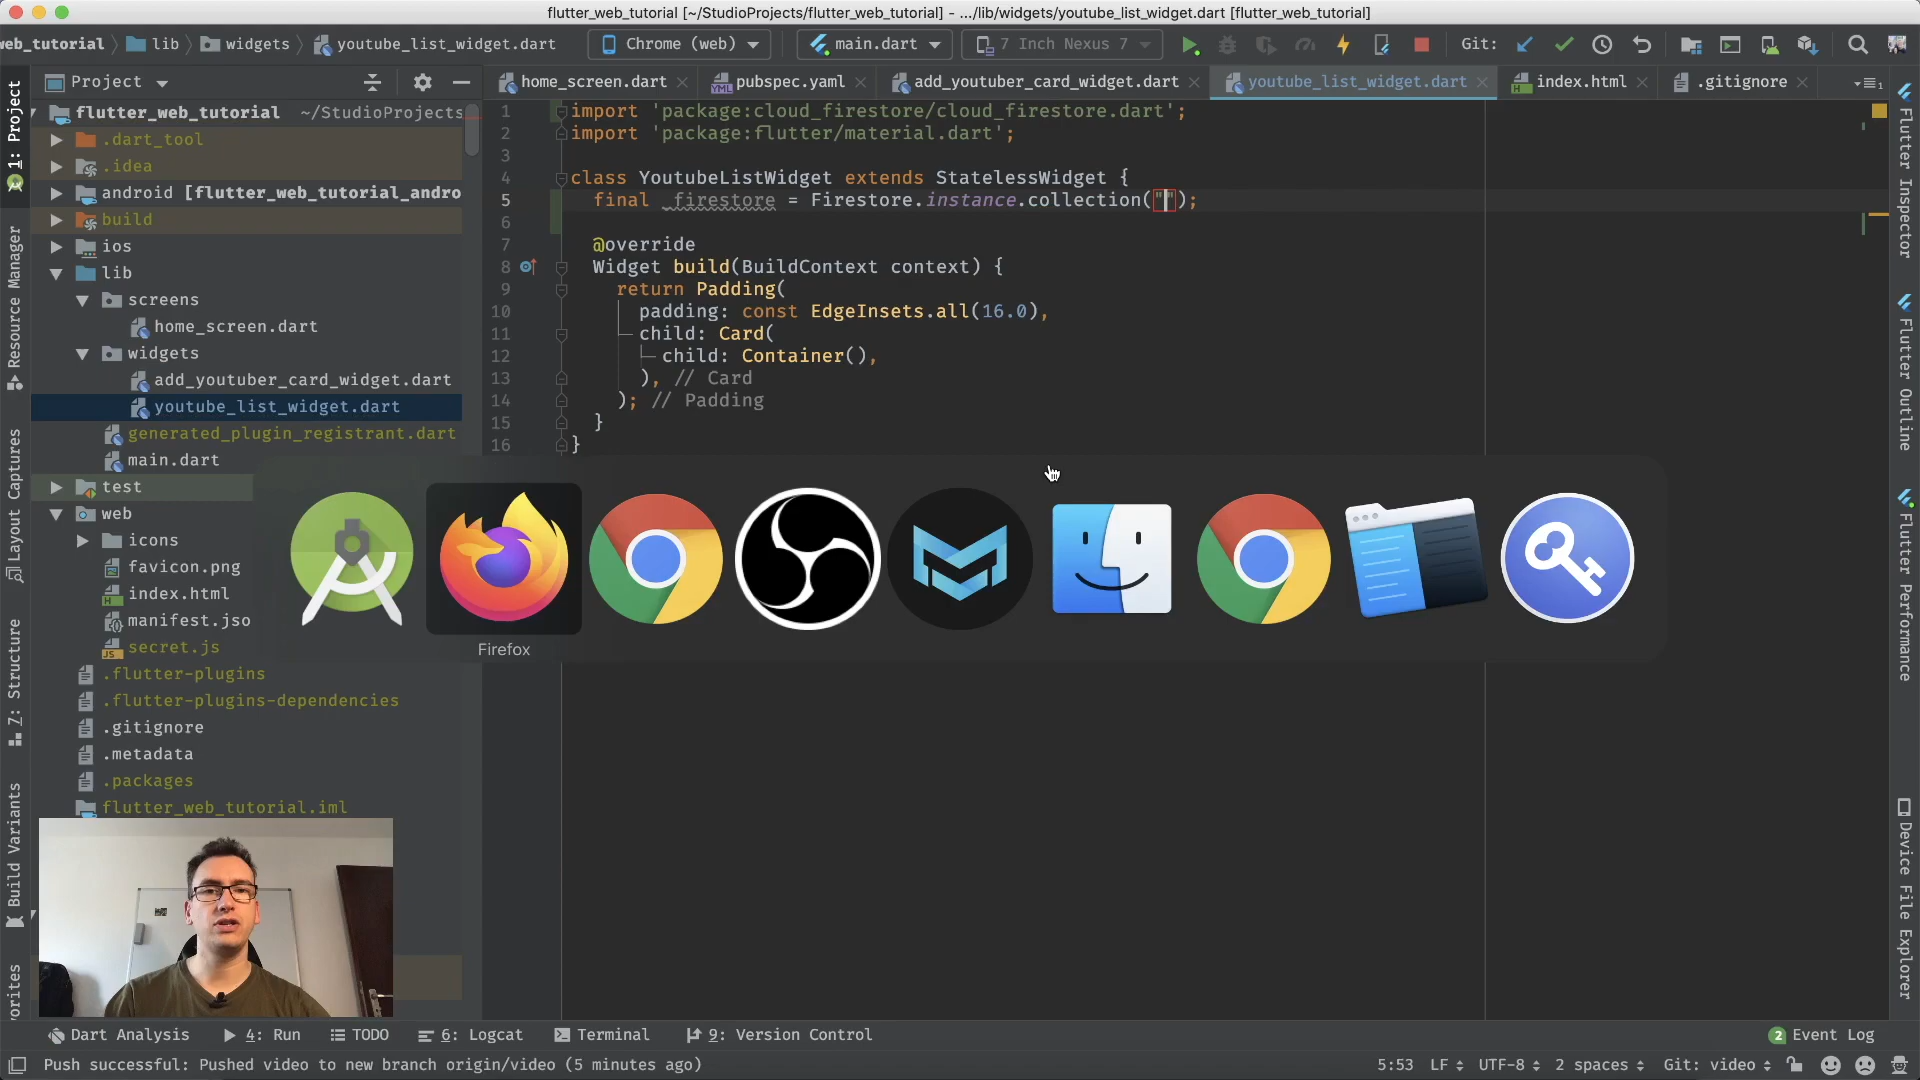 flutter_web_tutorial [~/StudioProjects/flutter_web_tutorial] - .../lib/widgets/youtube_list_widget.dart [flutter_web_tutorial]
web_tutorial lib widgets youtube_list_widget.dart Chrome (web) main.dart 7 Inch Nexus 7 Git:
Project home_screen.dart pubspec.yaml add_youtuber_card_widget.dart youtube_list_widget.dart index.html .gitignore
flutter_web_tutorial ~/StudioProjects
.dart_tool
.idea
android [flutter_web_tutorial_andro
build
ios
lib
screens
home_screen.dart
widgets
add_youtuber_card_widget.dart
youtube_list_widget.dart
generated_plugin_registrant.dart
main.dart
test
web
icons
favicon.png
index.html
manifest.jso
secret.js
.flutter-plugins
.flutter-plugins-dependencies
.gitignore
.metadata
.packages
flutter_web_tutorial.iml
1 import 'package:cloud_firestore/cloud_firestore.dart';
2 import 'package:flutter/material.dart';
3
4 class YoutubeListWidget extends StatelessWidget {
5 final _firestore = Firestore.instance.collection("");
6
7 @override
8 Widget build(BuildContext context) {
9 return Padding(
10 padding: const EdgeInsets.all(16.0),
11 child: Card(
12 child: Container(),
13 ), // Card
14 ); // Padding
15 }
16 }
Firefox
1: Project
Resource Manager
Layout Captures
7: Structure
Build Variants
orites
Flutter Inspector
Flutter Outline
Flutter Performance
Device File Explorer
Dart Analysis 4: Run TODO 6: Logcat Terminal 9: Version Control 2 Event Log
Push successful: Pushed video to new branch origin/video (5 minutes ago) 5:53 LF UTF-8 2 spaces Git: video